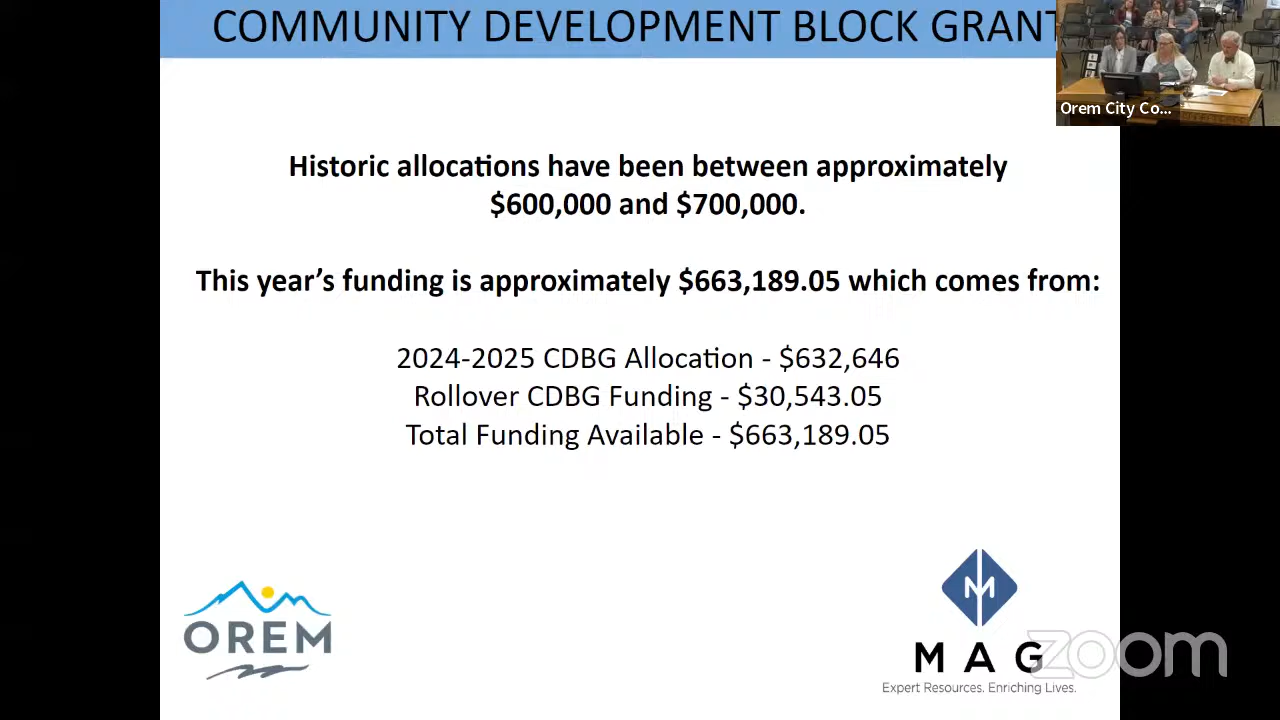 COMMUNITY DEVELOPMENT BLOCK GRANT
Orem City Co...
Historic allocations have been between approximately
$600,000 and $700,000.
This year’s funding is approximately $663,189.05 which comes from:
2024-2025 CDBG Allocation - $632,646
Rollover CDBG Funding - $30,543.05
Total Funding Available - $663,189.05
OREM
MAG
Expert Resources. Enriching Lives.
zoom